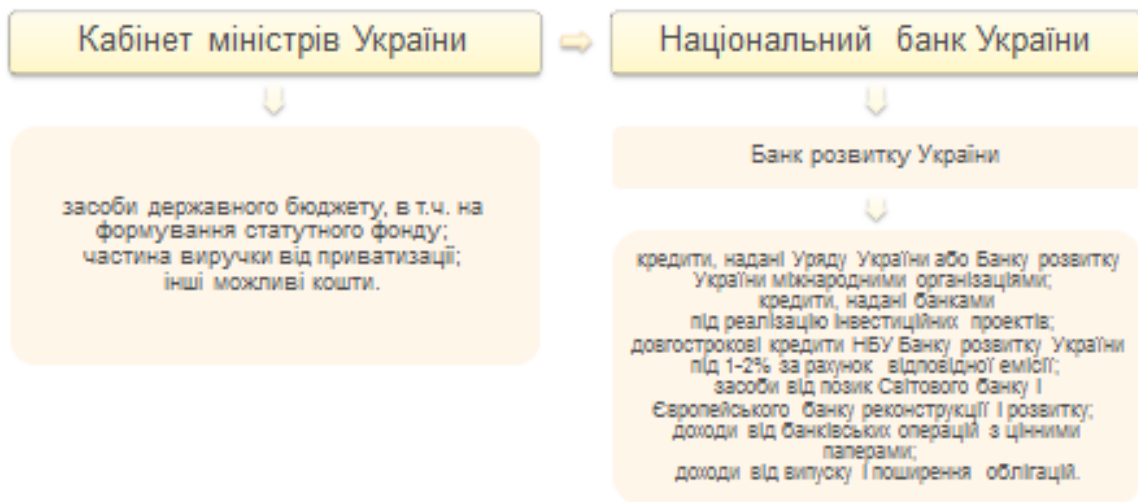 Кабінет міністрів України
Національний банк України
засоби державного бюджету, в т.ч. на
формування статутного фонду;
частина виручки від приватизації;
інші можливі кошти.
Банк розвитку України
кредити, надані Уряду України або Банку розвитку
України міжнародними організаціями;
кредити, надані банками
під реалізацію інвестиційних проектів;
довгострокові кредити НБУ Банку розвитку України
під 1-2% за рахунок відповідної емісії;
засоби від позик Світового банку і
Європейського банку реконструкції і розвитку;
доходи від банківських операцій з цінними
паперами;
доходи від випуску і поширення облігацій.